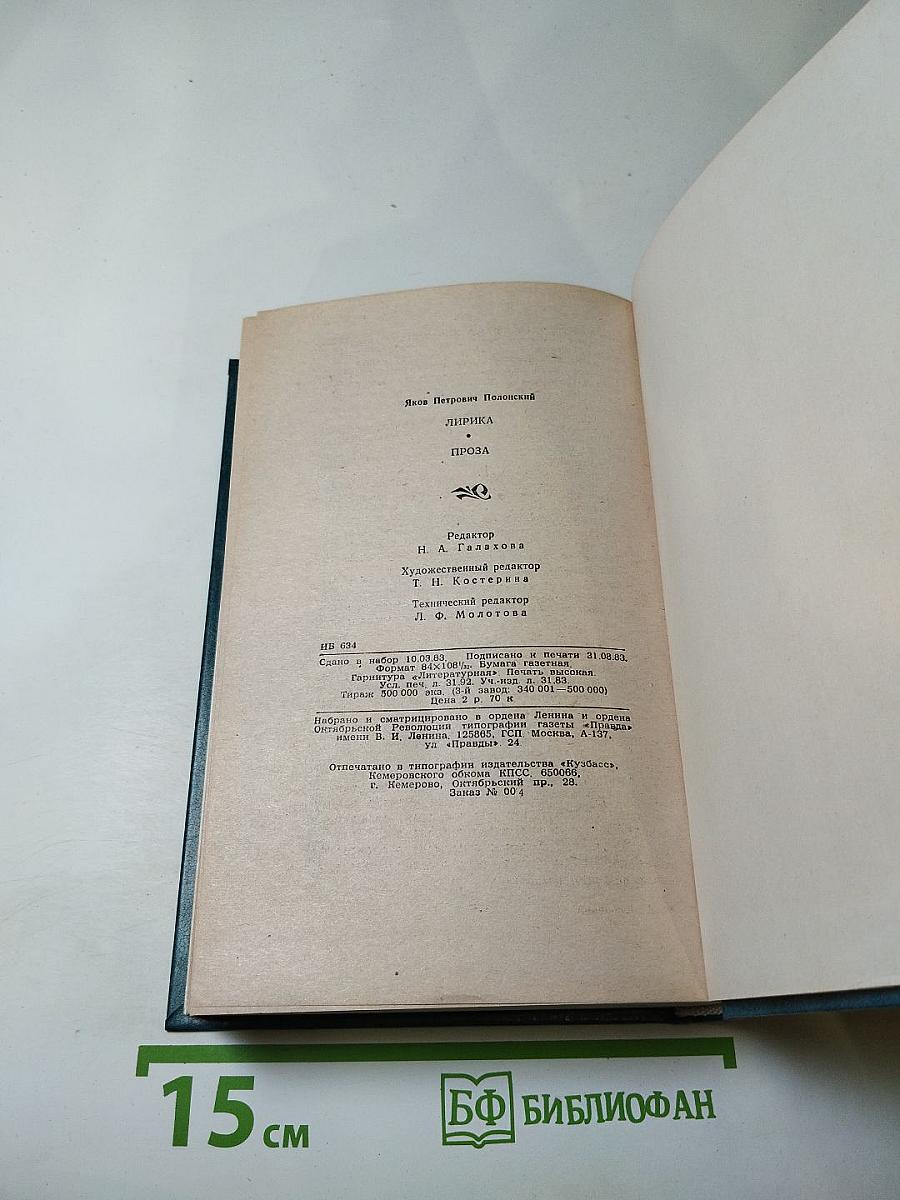 Яков Петрович Полонский
ЛИРИКА
•
ПРОЗА
Редактор
Н. А. Галахова
Художественный редактор
Т. Н. Костерина
Технический редактор
Л. Ф. Молотова
ИБ 634
Сдано в набор 10.03.83. Подписано к печати 31.08.83.
Формат 84×108¹/₃₂. Бумага газетная.
Гарнитура «Литературная». Печать высокая.
Усл. печ. л. 31.92. Уч.-изд. л. 31.83.
Тираж 500 000 экз. (3-й завод: 340 001—500 000)
Цена 2 р. 70 к
Набрано и сматрицировано в ордена Ленина и ордена
Октябрьской Революции типографии газеты «Правда»
имени В. И. Ленина, 125865, ГСП. Москва, А-137,
ул «Правды». 24.
Отпечатано в типографии издательства «Кузбасс»,
Кемеровского обкома КПСС, 650066,
г. Кемерово, Октябрьский пр., 28.
Заказ № 004
15 см
БФ БИБЛИОФАН